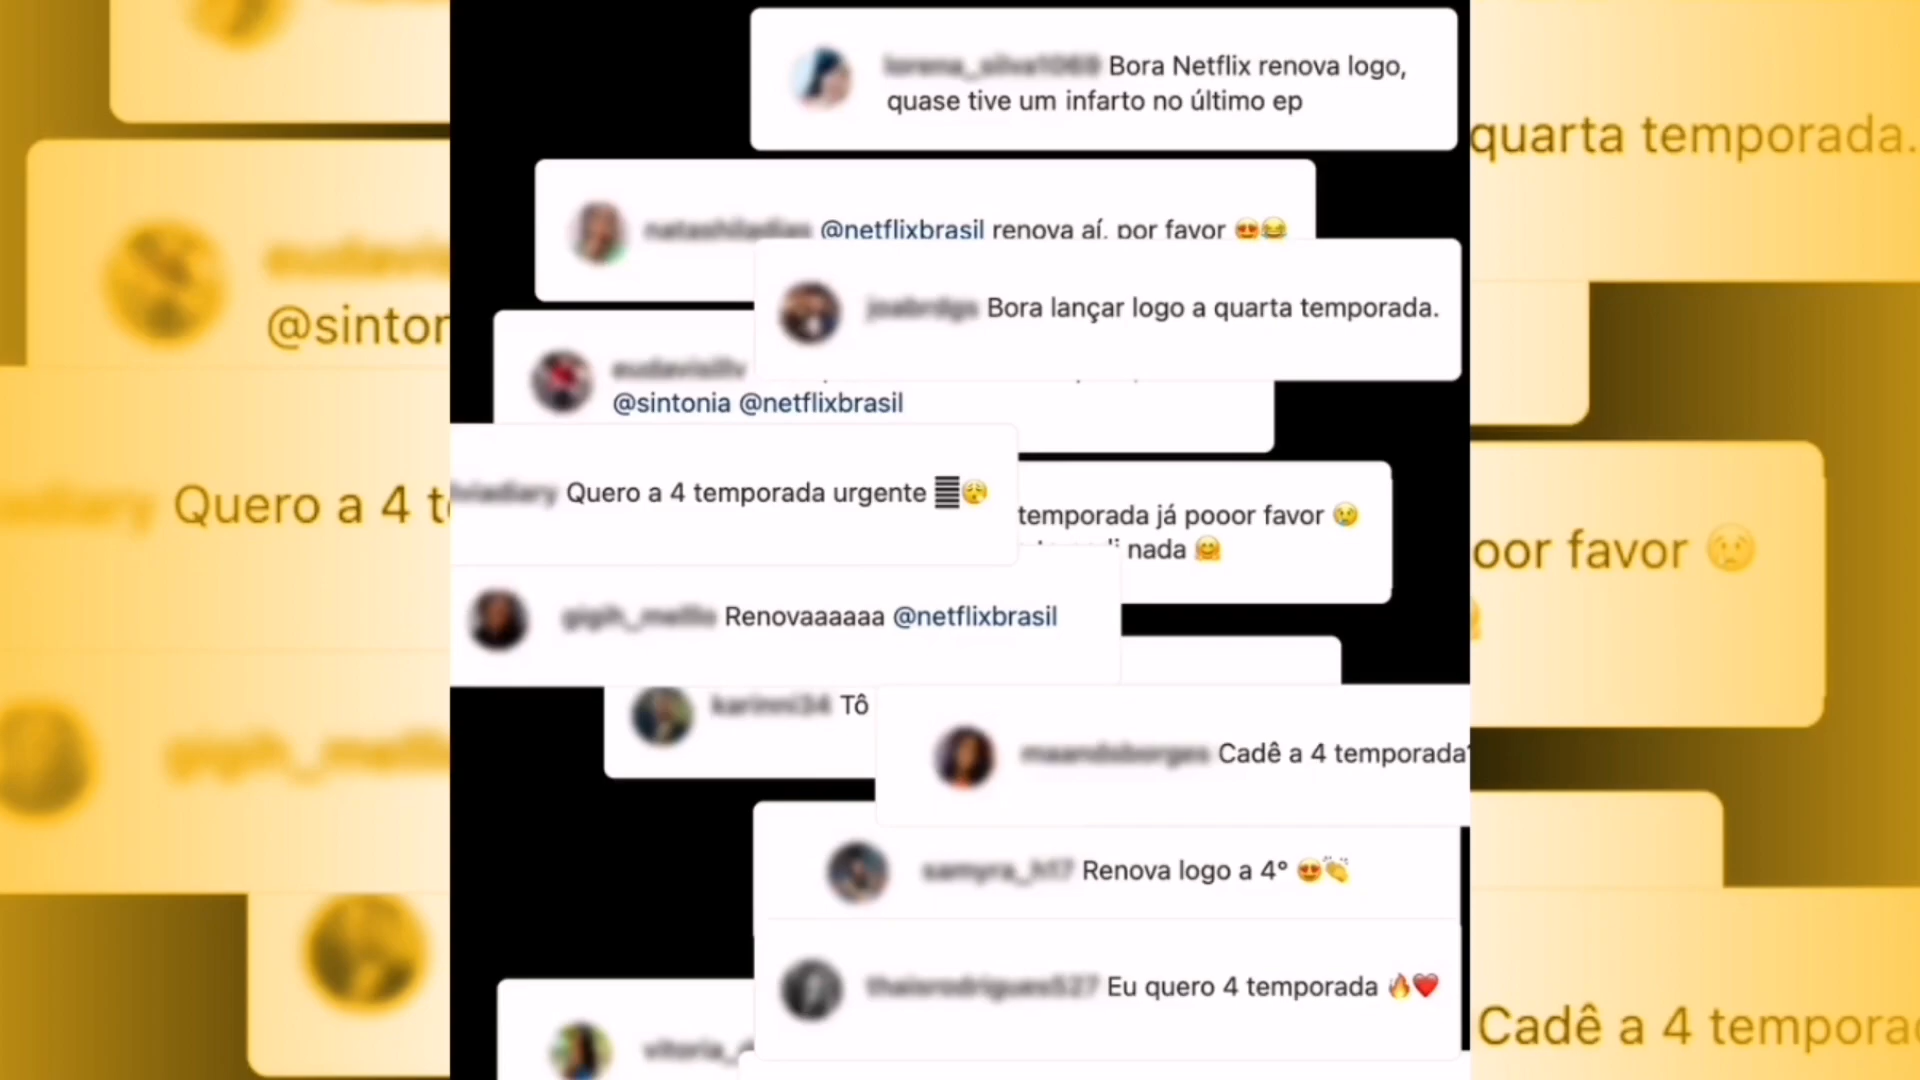 Bora Netflix renova logo,
quase tive um infarto no último ep
@netflixbrasil renova aí, por favor 😍😂
Bora lançar logo a quarta temporada.
@sintonia @netflixbrasil
Quero a 4 temporada urgente 😮‍💨
temporada já pooor favor 😢
nada 🤗
Renovaaaaaa @netflixbrasil
karinni34 Tô
Cadê a 4 temporada
Renova logo a 4° 😍👏
Eu quero 4 temporada 🔥❤️
@sinton
Quero a 4 t
quarta temporada.
oor favor 😢
Cadê a 4 tempora